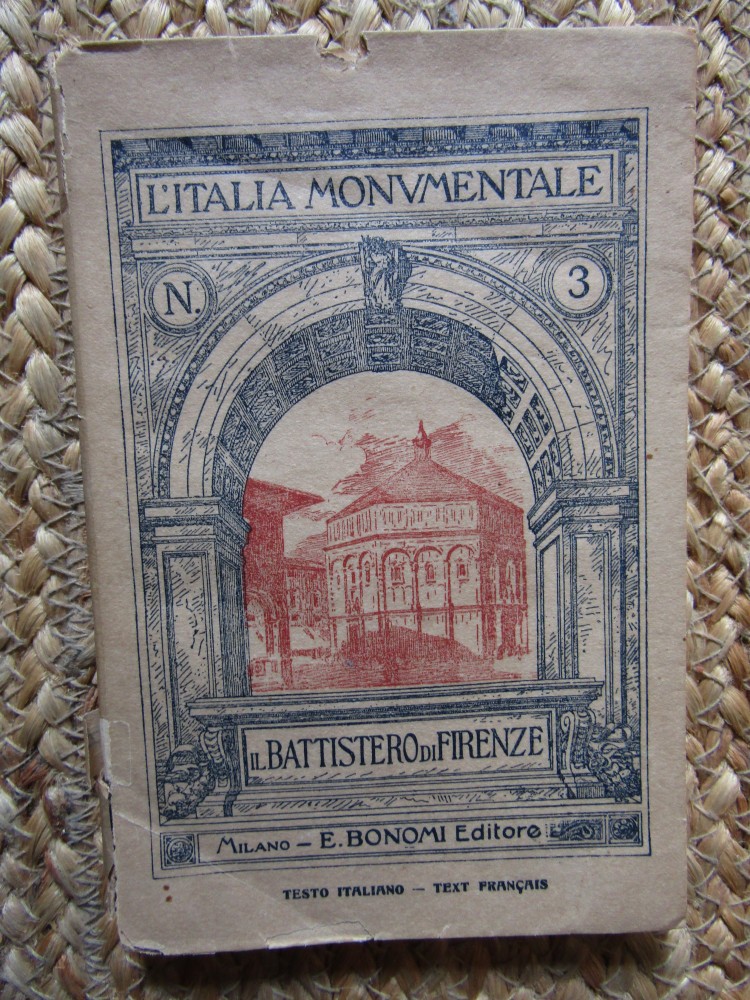 L'ITALIA MONVMENTALE
N. 3
IL BATTISTERO DI FIRENZE
MILANO — E. BONOMI Editore
TESTO ITALIANO — TEXT FRANÇAIS